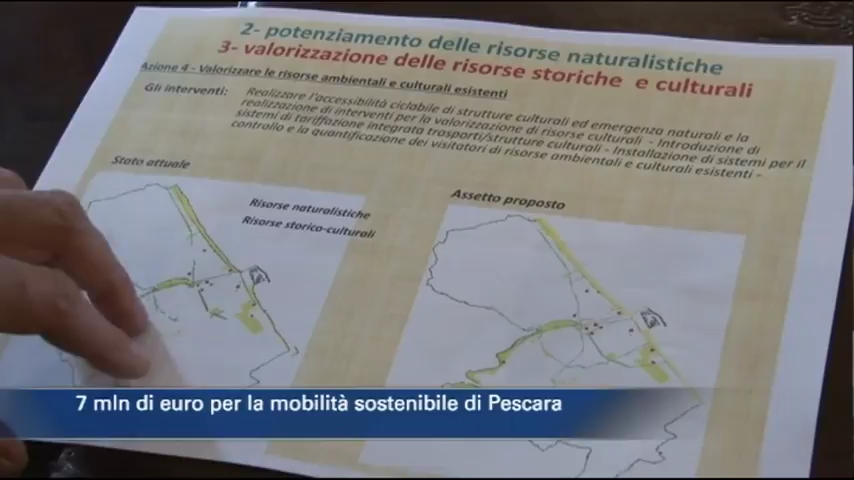 2- potenziamento delle risorse naturalistiche
3- valorizzazione delle risorse storiche e culturali
Azione 4 - Valorizzare le risorse ambientali e culturali esistenti
Gli interventi: Realizzare l'accessibilità ciclabile di strutture culturali ed emergenza naturali e la
realizzazione di interventi per la valorizzazione di risorse culturali - Introduzione di
sistemi di tariffazione integrata trasporti/strutture culturali - Installazione di sistemi per il
controllo e la quantificazione dei visitatori di risorse ambientali e culturali esistenti -
Stato attuale
Assetto proposto
Risorse naturalistiche
Risorse storico-culturali
7 mln di euro per la mobilità sostenibile di Pescara